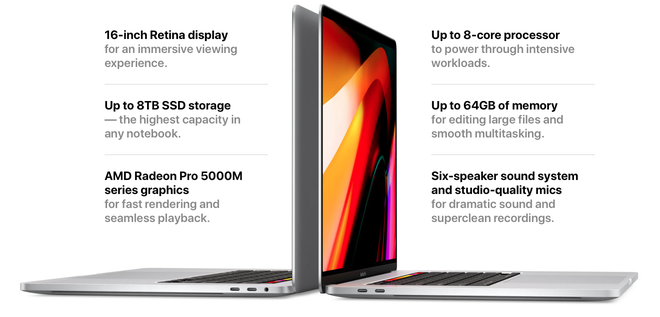 16-inch Retina display
for an immersive viewing
experience.
Up to 8TB SSD storage
— the highest capacity in
any notebook.
AMD Radeon Pro 5000M
series graphics
for fast rendering and
seamless playback.
Up to 8-core processor
to power through intensive
workloads.
Up to 64GB of memory
for editing large files and
smooth multitasking.
Six-speaker sound system
and studio-quality mics
for dramatic sound and
superclean recordings.